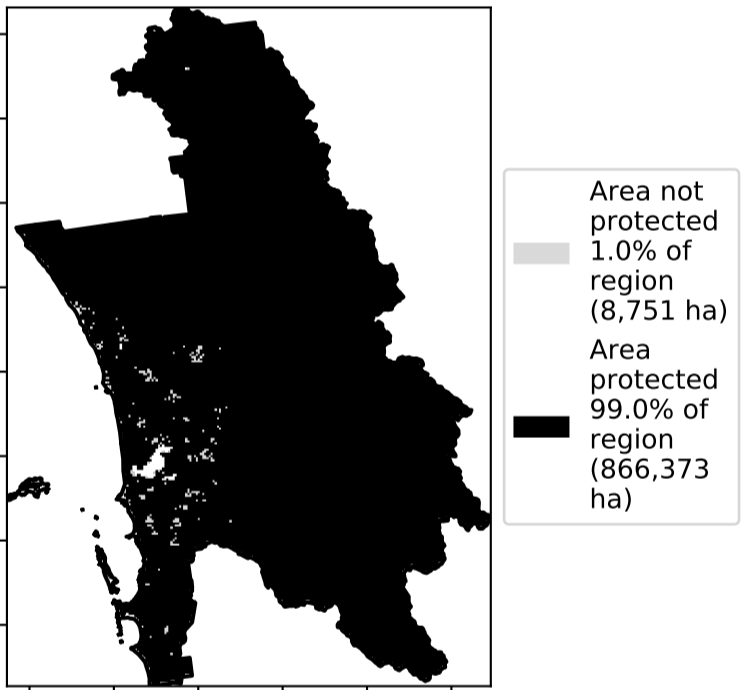 Area not
protected
1.0% of
region
(8,751 ha)
Area
protected
99.0% of
region
(866,373
ha)